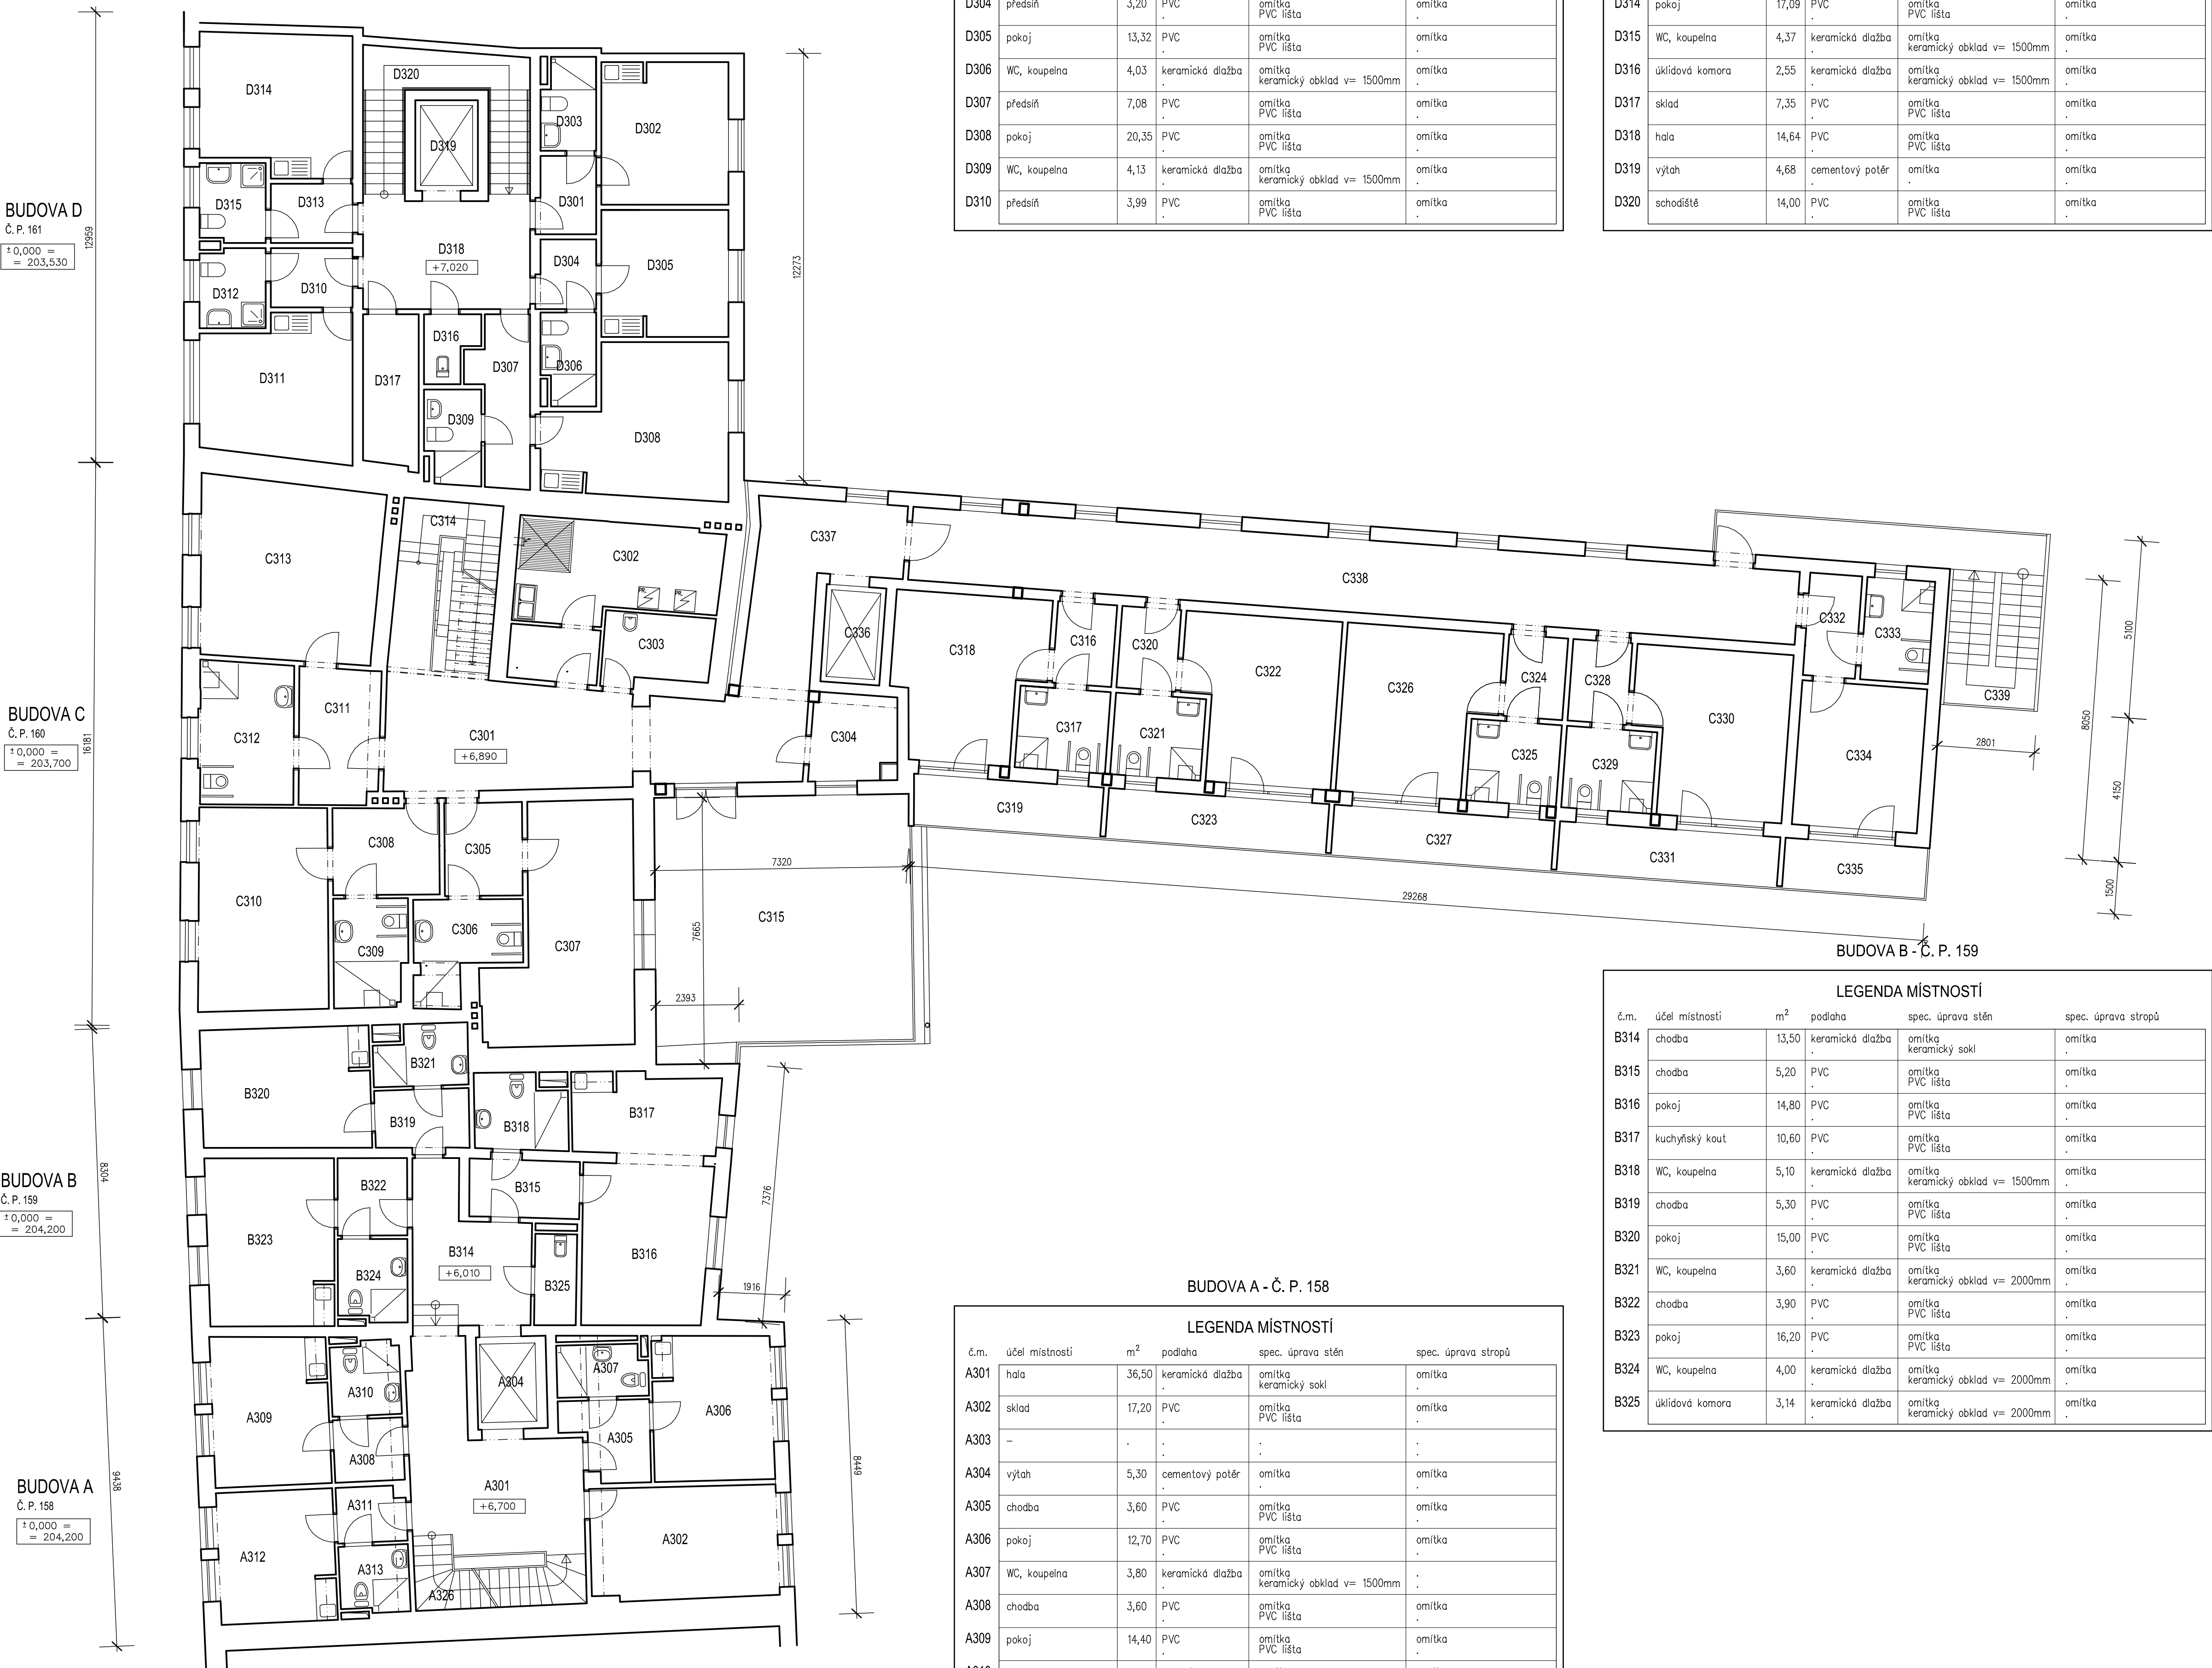 D304 předsíň 3,20 PVC omítka omítka
. PVC lišta .
D305 pokoj 13,32 PVC omítka omítka
. PVC lišta .
D306 WC, koupelna 4,03 keramická dlažba omítka omítka
. keramický obklad v= 1500mm .
D307 předsíň 7,08 PVC omítka omítka
. PVC lišta .
D308 pokoj 20,35 PVC omítka omítka
. PVC lišta .
D309 WC, koupelna 4,13 keramická dlažba omítka omítka
. keramický obklad v= 1500mm .
D310 předsíň 3,99 PVC omítka omítka
. PVC lišta .
D314 pokoj 17,09 PVC omítka omítka
. PVC lišta .
D315 WC, koupelna 4,37 keramická dlažba omítka omítka
. keramický obklad v= 1500mm .
D316 úklidová komora 2,55 keramická dlažba omítka omítka
. keramický obklad v= 1500mm .
D317 sklad 7,35 PVC omítka omítka
. PVC lišta .
D318 hala 14,64 PVC omítka omítka
. PVC lišta .
D319 výtah 4,68 cementový potěr omítka omítka
. . .
D320 schodiště 14,00 PVC omítka omítka
. PVC lišta .
BUDOVA D
Č. P. 161
±0,000 =
= 203,530
12959
D314
D320
D303
D302
D319
D315
D313
D301
D318
+7,020
D304
D305
D312
D310
D316
D311
D317
D307
D306
D309
D308
12273
BUDOVA C
Č. P. 160
±0,000 =
= 203,700
16181
C314
C313
C302
PR.
PR.
C303
C337
C338
C336
C318
C316
C320
C322
C326
C324
C328
C330
C332
C333
C339
C334
C312
C311
C301
+6,890
C304
C317
C321
C325
C329
C319
C323
C327
C331
C335
C308
C305
C310
C309
C306
C307
C315
7320
7665
2393
29268
2801
8050
5100
4150
1500
BUDOVA B
Č. P. 159
±0,000 =
= 204,200
8304
B321
B320
B319
B318
B317
B322
B315
B323
B314
+6,010
B316
B324
B325
7376
1916
BUDOVA A
Č. P. 158
±0,000 =
= 204,200
9438
A310
A304
A307
A309
A306
A305
A308
A311
A301
+6,700
A312
A313
A302
A326
8449
BUDOVA B - Č. P. 159
LEGENDA MÍSTNOSTÍ
č.m. účel místnosti m² podlaha spec. úprava stěn spec. úprava stropů
B314 chodba 13,50 keramická dlažba omítka omítka
. keramický sokl .
B315 chodba 5,20 PVC omítka omítka
. PVC lišta .
B316 pokoj 14,80 PVC omítka omítka
. PVC lišta .
B317 kuchyňský kout 10,60 PVC omítka omítka
. PVC lišta .
B318 WC, koupelna 5,10 keramická dlažba omítka omítka
. keramický obklad v= 1500mm .
B319 chodba 5,30 PVC omítka omítka
. PVC lišta .
B320 pokoj 15,00 PVC omítka omítka
. PVC lišta .
B321 WC, koupelna 3,60 keramická dlažba omítka omítka
. keramický obklad v= 2000mm .
B322 chodba 3,90 PVC omítka omítka
. PVC lišta .
B323 pokoj 16,20 PVC omítka omítka
. PVC lišta .
B324 WC, koupelna 4,00 keramická dlažba omítka omítka
. keramický obklad v= 2000mm .
B325 úklidová komora 3,14 keramická dlažba omítka omítka
. keramický obklad v= 2000mm .
BUDOVA A - Č. P. 158
LEGENDA MÍSTNOSTÍ
č.m. účel místnosti m² podlaha spec. úprava stěn spec. úprava stropů
A301 hala 36,50 keramická dlažba omítka omítka
. keramický sokl .
A302 sklad 17,20 PVC omítka omítka
. PVC lišta .
A303 – . . . .
. . .
A304 výtah 5,30 cementový potěr omítka omítka
. . .
A305 chodba 3,60 PVC omítka omítka
. PVC lišta .
A306 pokoj 12,70 PVC omítka omítka
. PVC lišta .
A307 WC, koupelna 3,80 keramická dlažba omítka .
. keramický obklad v= 1500mm .
A308 chodba 3,60 PVC omítka omítka
. PVC lišta .
A309 pokoj 14,40 PVC omítka omítka
. PVC lišta .